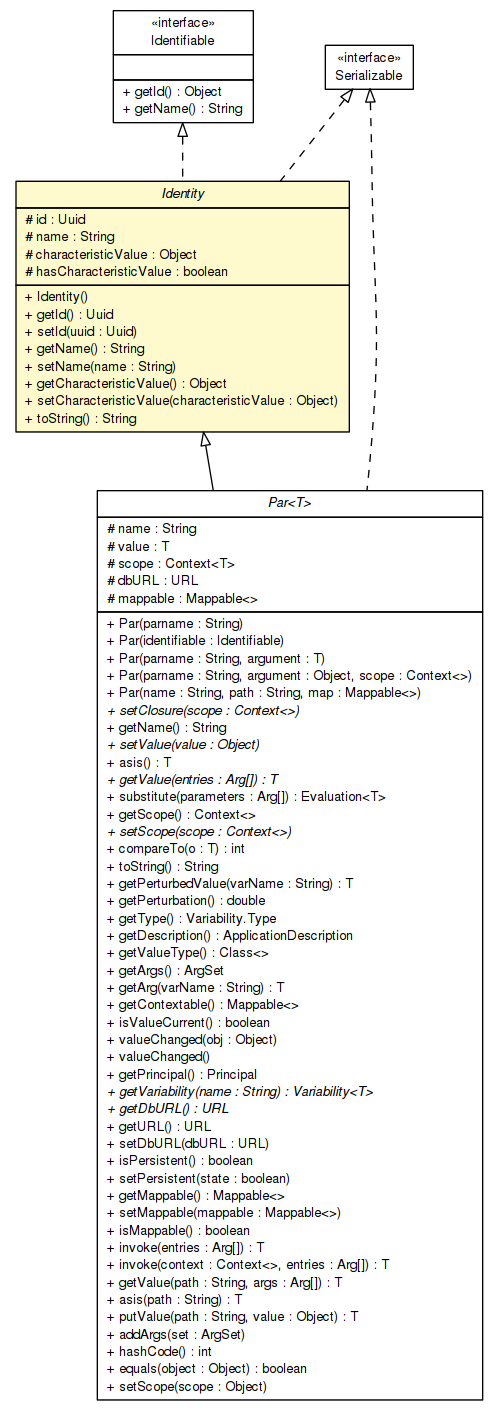 «interface»
Identifiable
+ getId() : Object
+ getName() : String
«interface»
Serializable
Identity
# id : Uuid
# name : String
# characteristicValue : Object
# hasCharacteristicValue : boolean
+ Identity()
+ getId() : Uuid
+ setId(uuid : Uuid)
+ getName() : String
+ setName(name : String)
+ getCharacteristicValue() : Object
+ setCharacteristicValue(characteristicValue : Object)
+ toString() : String
Par<T>
# name : String
# value : T
# scope : Context<T>
# dbURL : URL
# mappable : Mappable<>
+ Par(parname : String)
+ Par(identifiable : Identifiable)
+ Par(parname : String, argument : T)
+ Par(parname : String, argument : Object, scope : Context<>)
+ Par(name : String, path : String, map : Mappable<>)
+ setClosure(scope : Context<>)
+ getName() : String
+ setValue(value : Object)
+ asis() : T
+ getValue(entries : Arg[]) : T
+ substitute(parameters : Arg[]) : Evaluation<T>
+ getScope() : Context<>
+ setScope(scope : Context<>)
+ compareTo(o : T) : int
+ toString() : String
+ getPerturbedValue(varName : String) : T
+ getPerturbation() : double
+ getType() : Variability.Type
+ getDescription() : ApplicationDescription
+ getValueType() : Class<>
+ getArgs() : ArgSet
+ getArg(varName : String) : T
+ getContextable() : Mappable<>
+ isValueCurrent() : boolean
+ valueChanged(obj : Object)
+ valueChanged()
+ getPrincipal() : Principal
+ getVariability(name : String) : Variability<T>
+ getDbURL() : URL
+ getURL() : URL
+ setDbURL(dbURL : URL)
+ isPersistent() : boolean
+ setPersistent(state : boolean)
+ getMappable() : Mappable<>
+ setMappable(mappable : Mappable<>)
+ isMappable() : boolean
+ invoke(entries : Arg[]) : T
+ invoke(context : Context<>, entries : Arg[]) : T
+ getValue(path : String, args : Arg[]) : T
+ asis(path : String) : T
+ putValue(path : String, value : Object) : T
+ addArgs(set : ArgSet)
+ hashCode() : int
+ equals(object : Object) : boolean
+ setScope(scope : Object)